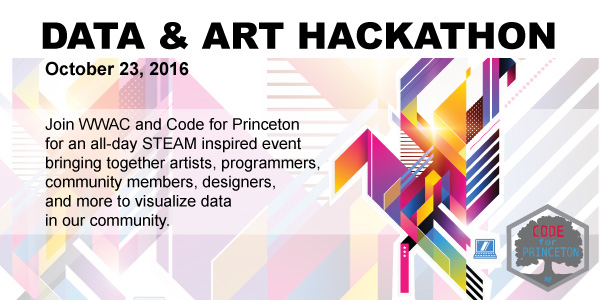 DATA & ART HACKATHON
October 23, 2016
Join WWAC and Code for Princeton
for an all-day STEAM inspired event
bringing together artists, programmers,
community members, designers,
and more to visualize data
in our community.
CODE
for
PRINCETON